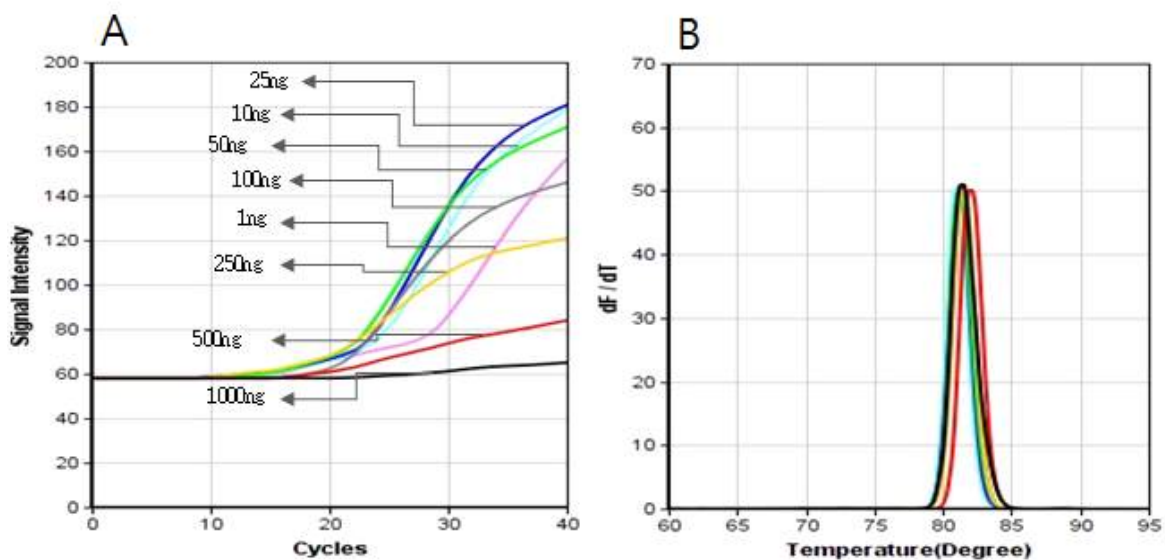 A
200
180
160
140
120
100
80
60
40
20
0
25ng
10ng
50ng
100ng
1ng
250ng
500ng
1000ng
0
10
20
30
40
Signal Intensity
Cycles
B
70
60
50
40
30
20
10
0
60
65
70
75
80
85
90
95
dF / dT
Temperature(Degree)